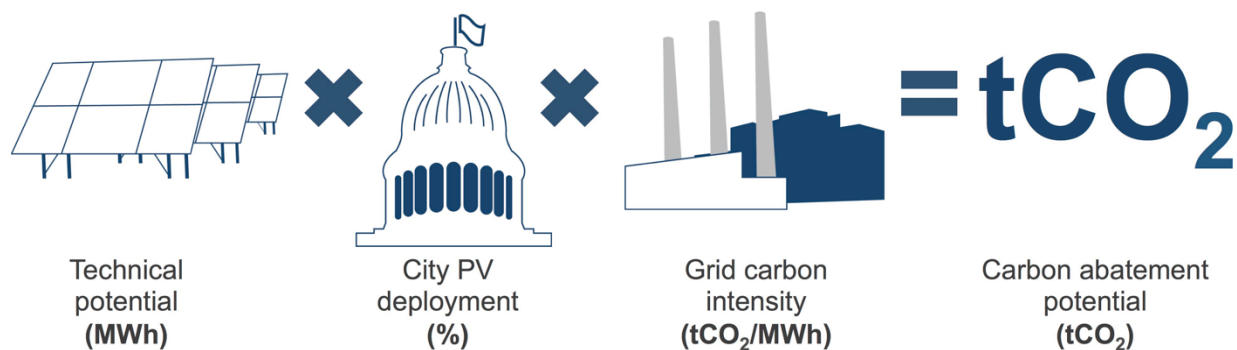 = tCO₂
Technical
potential
(MWh)
City PV
deployment
(%)
Grid carbon
intensity
(tCO₂/MWh)
Carbon abatement
potential
(tCO₂)